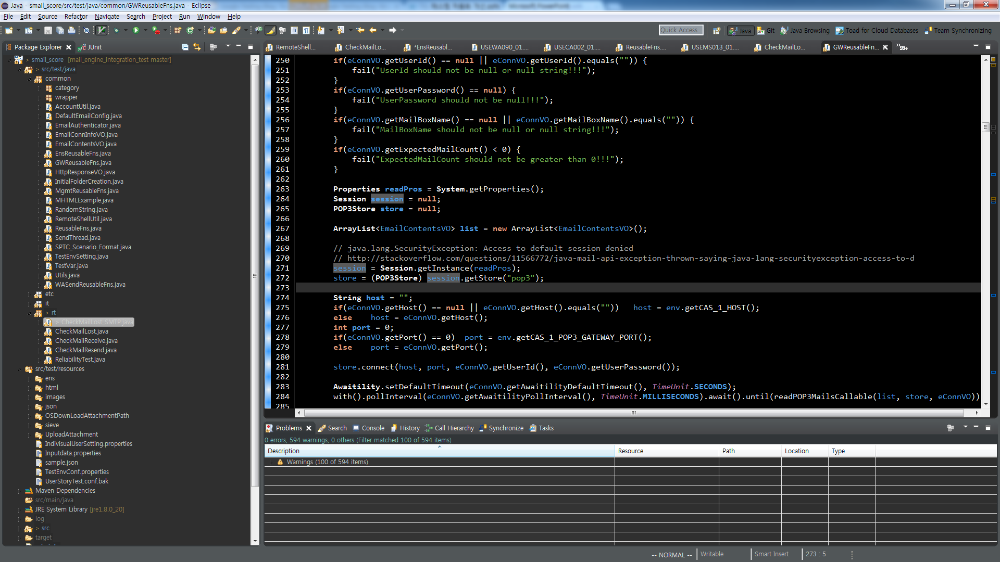 Java - smail_score/src/test/java/common/GWReusableFns.java - Eclipse
File Edit Source Refactor Navigate Search Project Run Window Help
Quick Access
Java Git Java Browsing Toad for Cloud Databases Team Synchronizing
Package Explorer JUnit
> smail_score [mail_engine_integration_test master]
> src/test/java
common
category
wrapper
AccountUtil.java
DefaultEmailConfig.java
EmailAuthenticator.java
EmailConnInfoVO.java
EmailContentsVO.java
EnsReusableFns.java
GWReusableFns.java
HttpResponseVO.java
InitialFolderCreation.java
MgmtReusableFns.java
MHTMLExample.java
RandomString.java
RemoteShellUtil.java
ReusableFns.java
SendThread.java
SPTC_Scenario_Format.java
TestEnvSetting.java
TestVar.java
Utils.java
WASendReusableFns.java
etc
it
> rt
> CheckMailLost_SMTP.java
CheckMailLost.java
CheckMailReceive.java
CheckMailResend.java
ReliabilityTest.java
src/test/resources
ens
html
images
json
OSDownLoadAttachmentPath
sieve
UploadAttachment
IndivisualUserSetting.properties
Inputdata.properties
sample.json
TestEnvConf.properties
UserStoryTest.conf.bak
Maven Dependencies
src/main/java
JRE System Library [jre1.8.0_20]
log
> src
target
RemoteShell... CheckMailLo... *EnsReusabl... USEWA090_01.... USECA002_01.... ReusableFns.... USEMS013_01.... CheckMailLo... GWReusableFn... »99+
250 if(eConnVO.getUserId() == null || eConnVO.getUserId().equals("")) {
251 fail("UserId should not be null or null string!!!");
252 }
253 if(eConnVO.getUserPassword() == null) {
254 fail("UserPassword should not be null!!!");
255 }
256 if(eConnVO.getMailBoxName() == null || eConnVO.getMailBoxName().equals("")) {
257 fail("MailBoxName should not be null or null string!!!");
258 }
259 if(eConnVO.getExpectedMailCount() < 0) {
260 fail("ExpectedMailCount should not be greater than 0!!!");
261 }
262
263 Properties readPros = System.getProperties();
264 Session session = null;
265 POP3Store store = null;
266
267 ArrayList<EmailContentsVO> list = new ArrayList<EmailContentsVO>();
268
269 // java.lang.SecurityException: Access to default session denied
270 // http://stackoverflow.com/questions/11566772/java-mail-api-exception-thrown-saying-java-lang-securityexception-access-to-d
271 session = Session.getInstance(readPros);
272 store = (POP3Store) session.getStore("pop3");
273
274 String host = "";
275 if(eConnVO.getHost() == null || eConnVO.getHost().equals("")) host = env.getCAS_1_HOST();
276 else host = eConnVO.getHost();
277 int port = 0;
278 if(eConnVO.getPort() == 0) port = env.getCAS_1_POP3_GATEWAY_PORT();
279 else port = eConnVO.getPort();
280
281 store.connect(host, port, eConnVO.getUserId(), eConnVO.getUserPassword());
282
283 Awaitility.setDefaultTimeout(eConnVO.getAwaitilityDefaultTimeout(), TimeUnit.SECONDS);
284 with().pollInterval(eConnVO.getAwaitilityPollInterval(), TimeUnit.MILLISECONDS).await().until(readPOP3MailsCallable(list, store, eConnVO))
285
Problems Search Console History Call Hierarchy Synchronize Tasks
0 errors, 594 warnings, 0 others (Filter matched 100 of 594 items)
Description Resource Path Location Type
Warnings (100 of 594 items)
-- NORMAL -- Writable Smart Insert 273 : 5